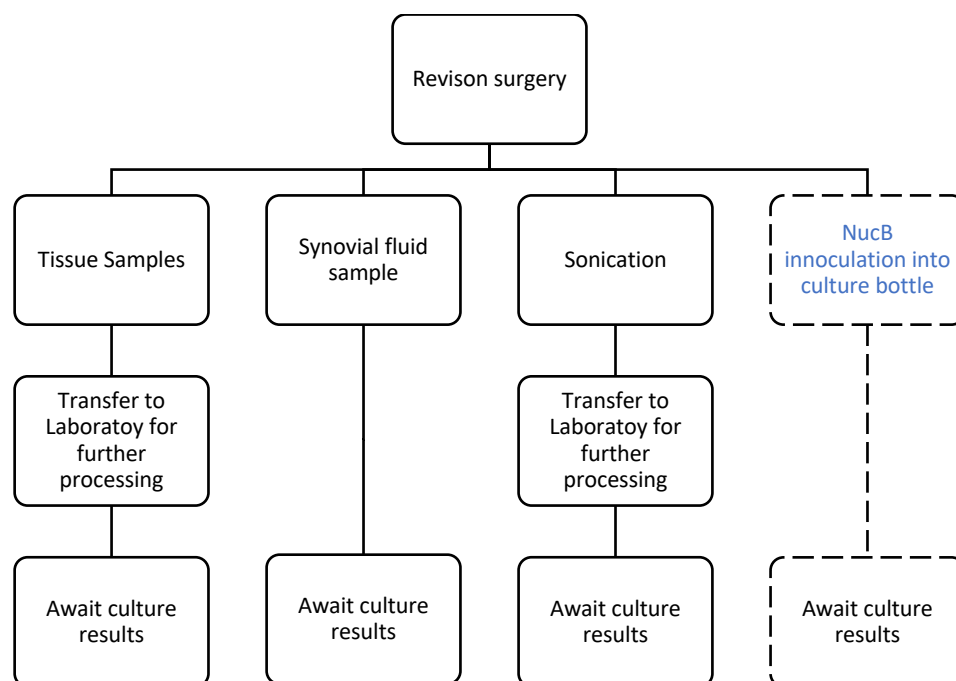 Revison surgery
Tissue Samples
Synovial fluid
sample
Sonication
NucB
innoculation into
culture bottle
Transfer to
Laboratoy for
further
processing
Transfer to
Laboratoy for
further
processing
Await culture
results
Await culture
results
Await culture
results
Await culture
results